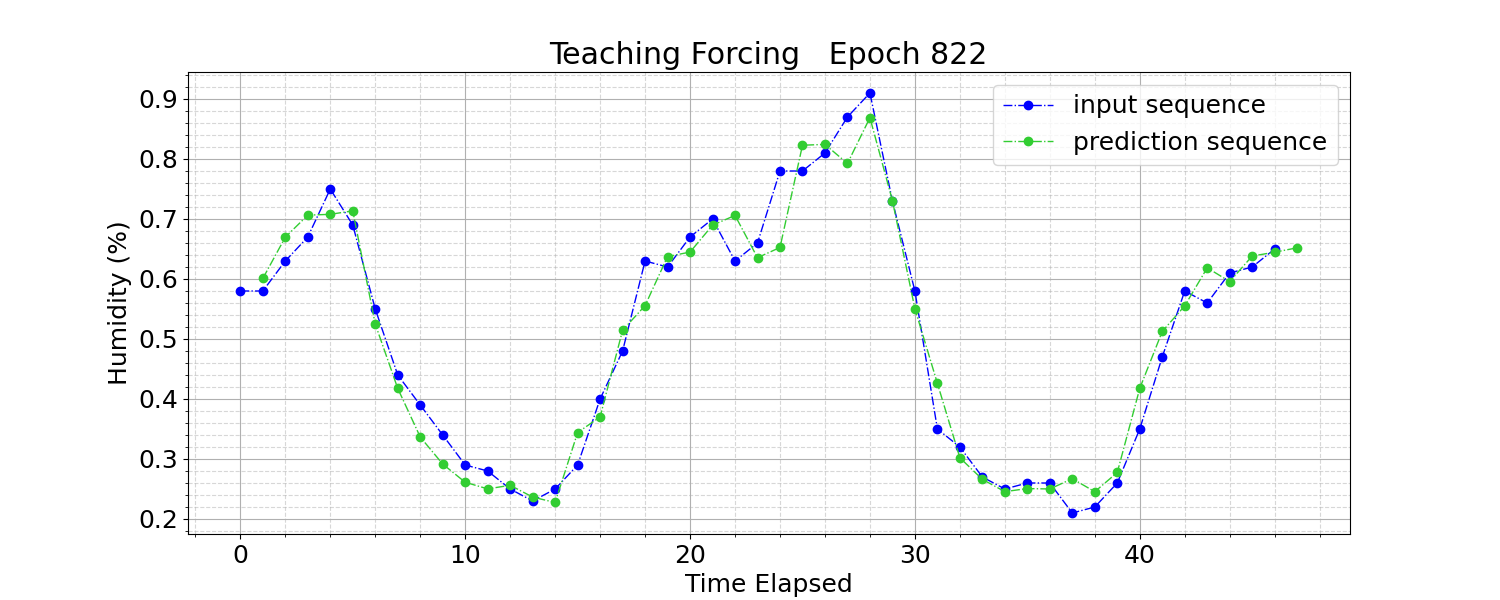 Teaching Forcing   Epoch 822
input sequence
prediction sequence
Humidity (%)
0.9
0.8
0.7
0.6
0.5
0.4
0.3
0.2
0 10 20 30 40
Time Elapsed